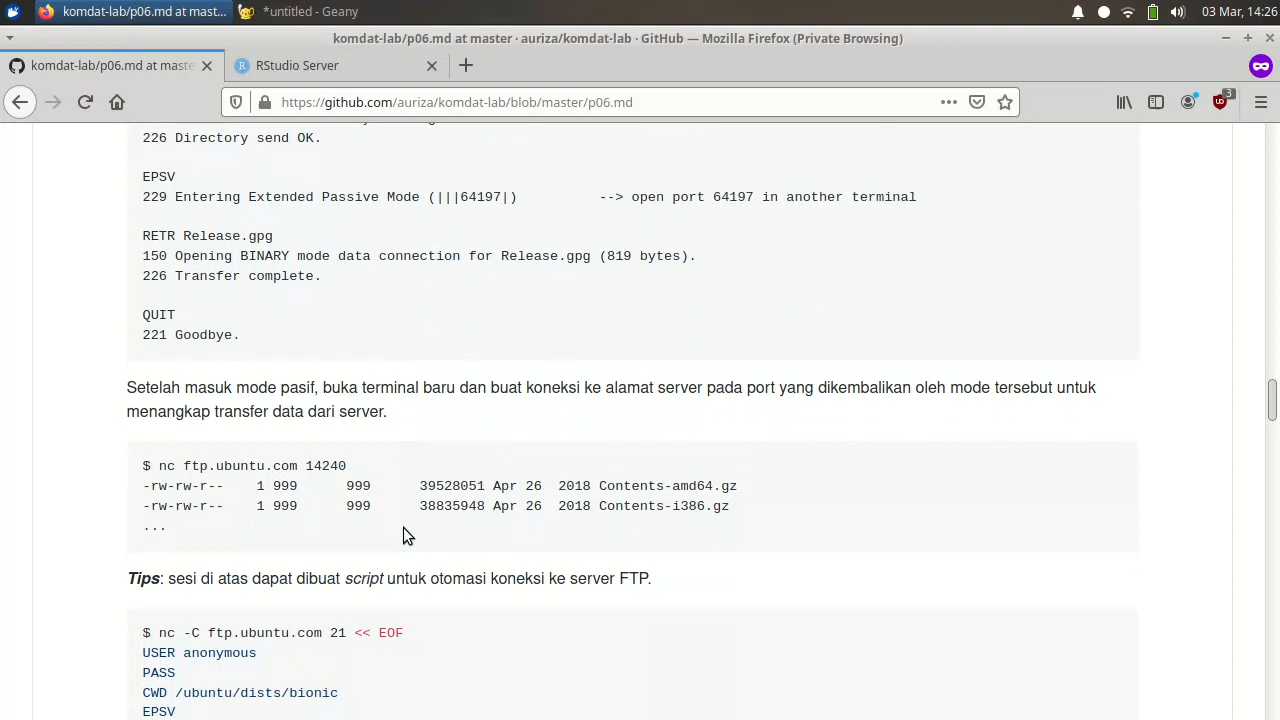 komdat-lab/p06.md at mast...
*untitled - Geany
03 Mar, 14:26
komdat-lab/p06.md at master · auriza/komdat-lab · GitHub — Mozilla Firefox (Private Browsing)
komdat-lab/p06.md at maste
RStudio Server
https://github.com/auriza/komdat-lab/blob/master/p06.md
3
226 Directory send OK.
EPSV
229 Entering Extended Passive Mode (|||64197|) --> open port 64197 in another terminal
RETR Release.gpg
150 Opening BINARY mode data connection for Release.gpg (819 bytes).
226 Transfer complete.
QUIT
221 Goodbye.
Setelah masuk mode pasif, buka terminal baru dan buat koneksi ke alamat server pada port yang dikembalikan oleh mode tersebut untuk
menangkap transfer data dari server.
$ nc ftp.ubuntu.com 14240
-rw-rw-r-- 1 999 999 39528051 Apr 26 2018 Contents-amd64.gz
-rw-rw-r-- 1 999 999 38835948 Apr 26 2018 Contents-i386.gz
...
Tips: sesi di atas dapat dibuat script untuk otomasi koneksi ke server FTP.
$ nc -C ftp.ubuntu.com 21 << EOF
USER anonymous
PASS
CWD /ubuntu/dists/bionic
EPSV